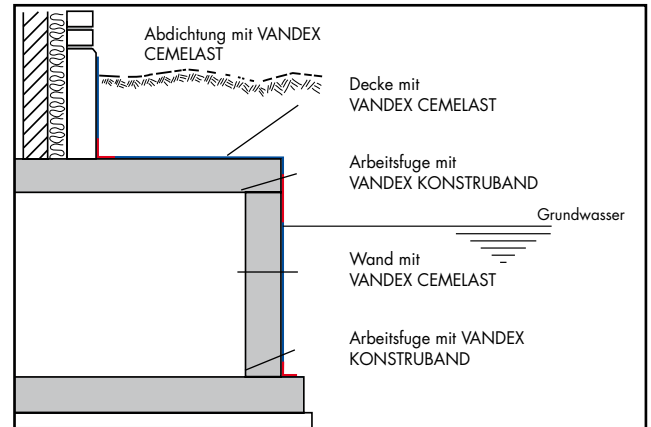 Abdichtung mit VANDEX
CEMELAST
Decke mit
VANDEX CEMELAST
Arbeitsfuge mit
VANDEX KONSTRUBAND
Grundwasser
Wand mit
VANDEX CEMELAST
Arbeitsfuge mit VANDEX
KONSTRUBAND